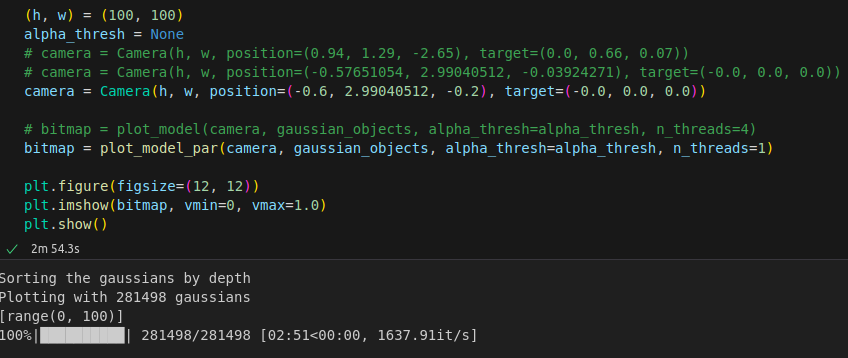 (h, w) = (100, 100)
alpha_thresh = None
# camera = Camera(h, w, position=(0.94, 1.29, -2.65), target=(0.0, 0.66, 0.07))
# camera = Camera(h, w, position=(-0.57651054, 2.99040512, -0.03924271), target=(-0.0, 0.0, 0.0))
camera = Camera(h, w, position=(-0.6, 2.99040512, -0.2), target=(-0.0, 0.0, 0.0))
# bitmap = plot_model(camera, gaussian_objects, alpha_thresh=alpha_thresh, n_threads=4)
bitmap = plot_model_par(camera, gaussian_objects, alpha_thresh=alpha_thresh, n_threads=1)
plt.figure(figsize=(12, 12))
plt.imshow(bitmap, vmin=0, vmax=1.0)
plt.show()
2m 54.3s
Sorting the gaussians by depth
Plotting with 281498 gaussians
[range(0, 100)]
100%|██████████| 281498/281498 [02:51<00:00, 1637.91it/s]